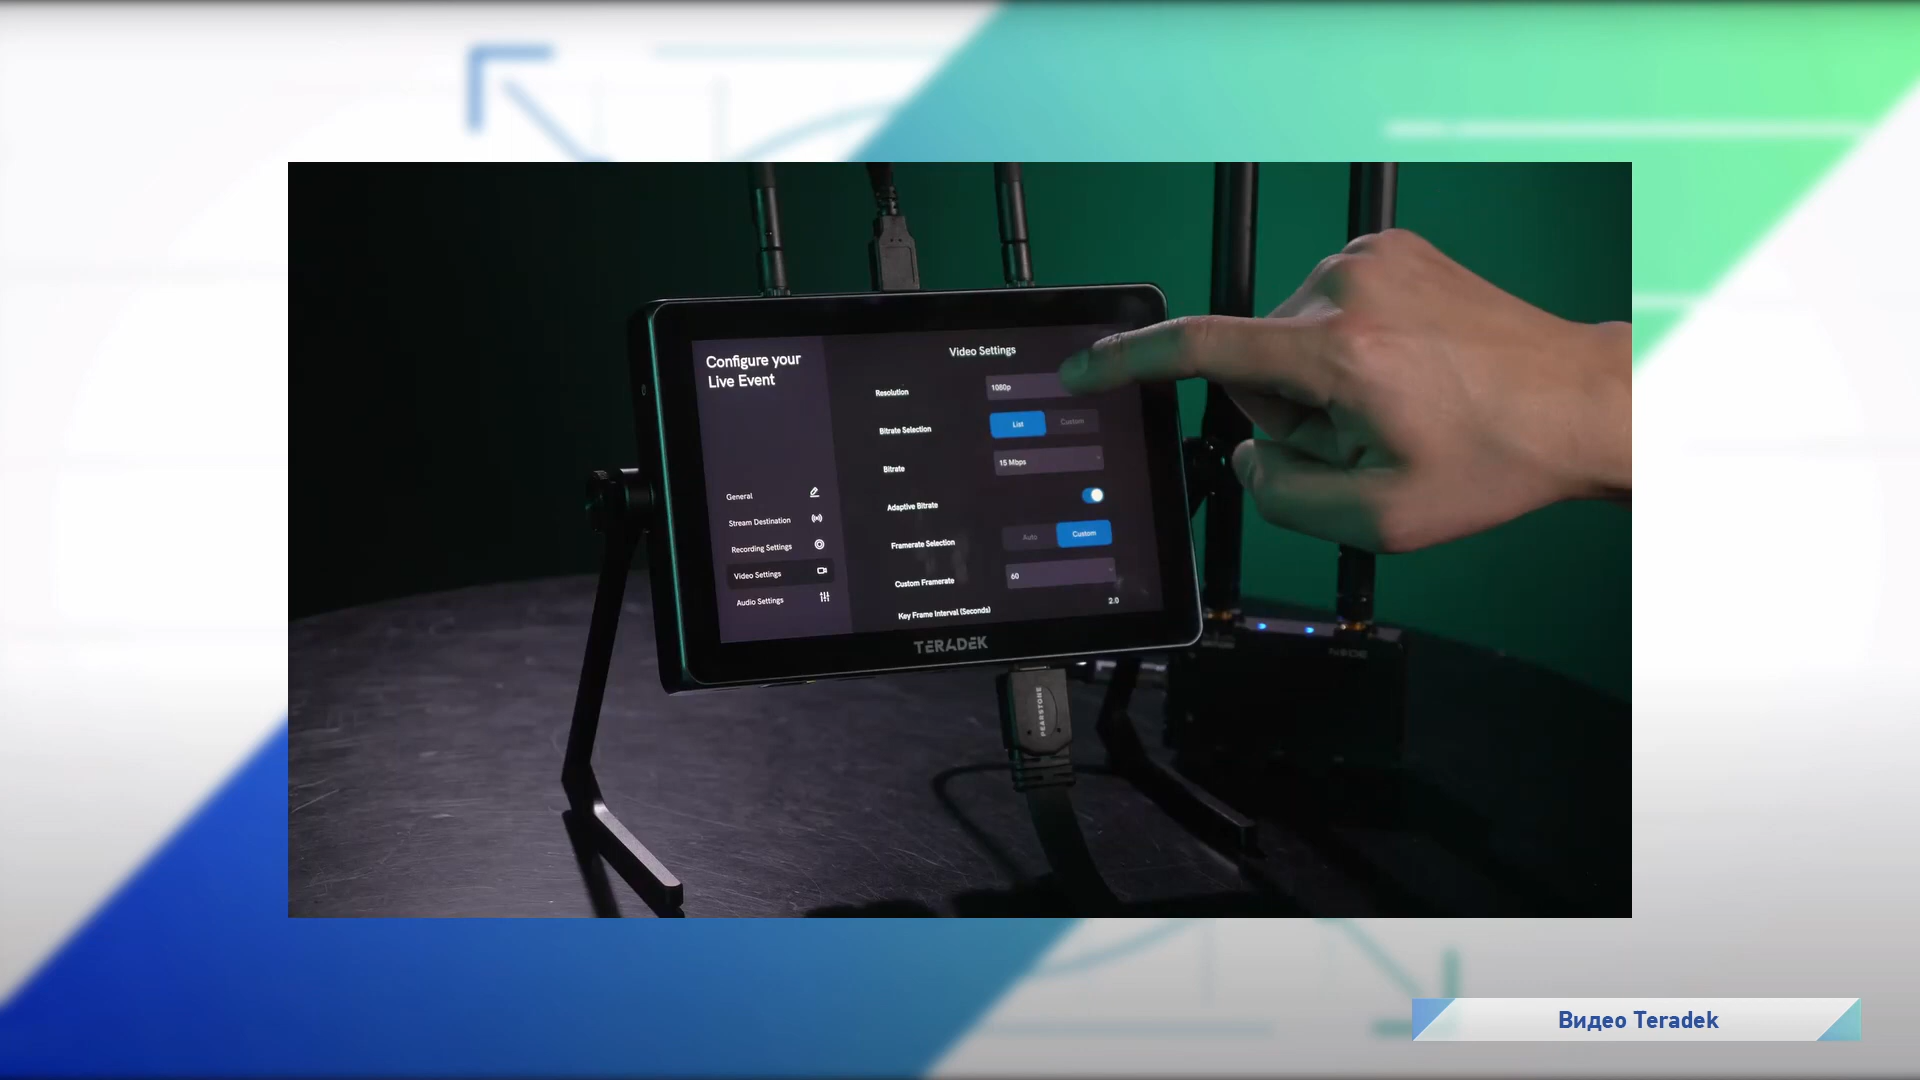 Configure your
Live Event
General
Stream Destination
Recording Settings
Video Settings
Audio Settings
Video Settings
Resolution
1080p
Bitrate Selection
List
Custom
Bitrate
15 Mbps
Adaptive Bitrate
Framerate Selection
Auto
Custom
Custom Framerate
60
Key Frame Interval (Seconds)
2.0
TERADEK
PEARSTONE
NODE
Видео Teradek